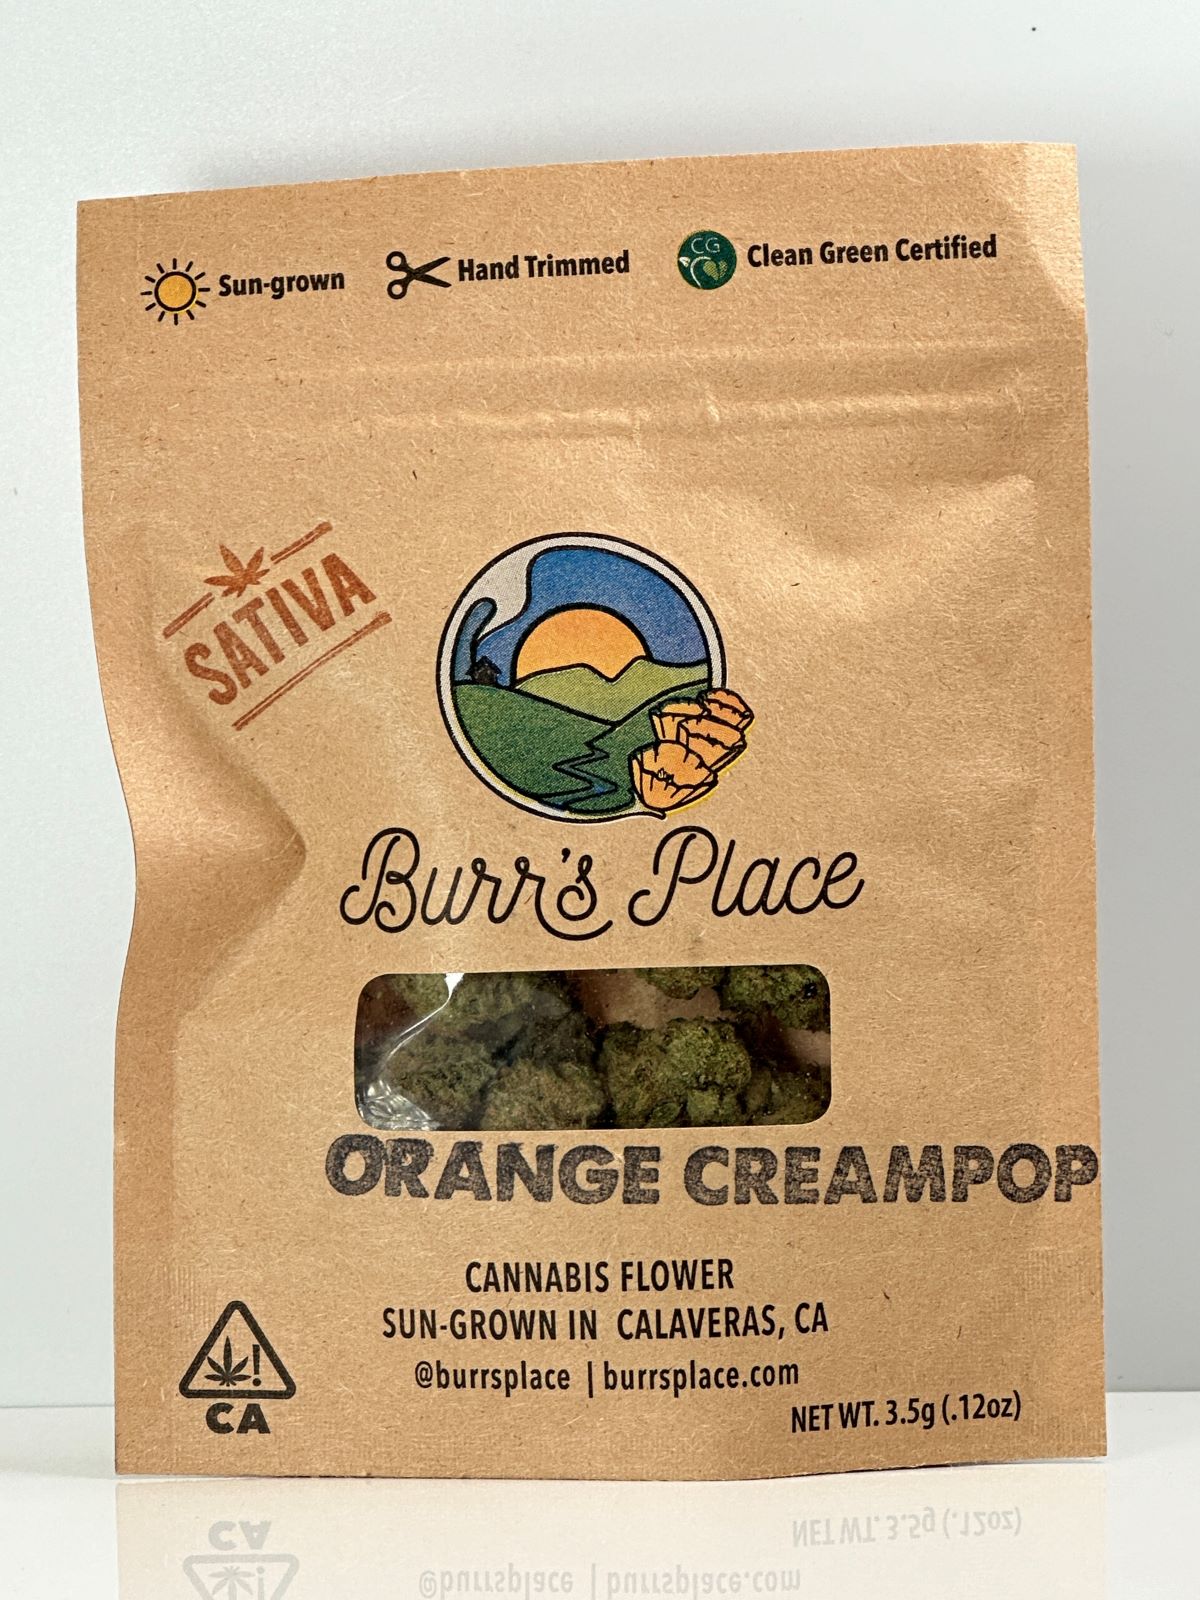 Sun-grown
Hand Trimmed
CG
Clean Green Certified
SATIVA
Burr's Place
ORANGE CREAMPOP
CANNABIS FLOWER
SUN-GROWN IN CALAVERAS, CA
@burrsplace | burrsplace.com
NET WT. 3.5g (.12oz)
!
CA